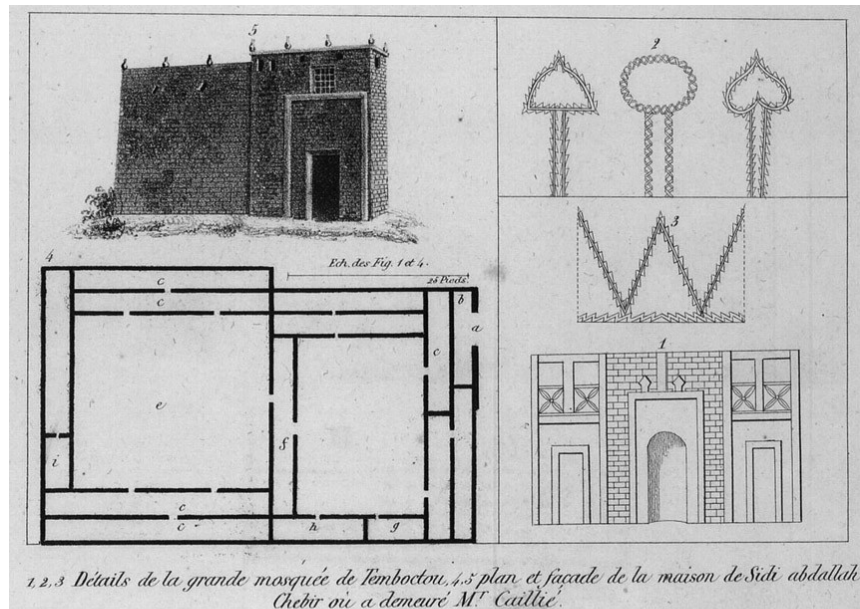 5
2
3
1
4
Ech. des Fig. 1 et 4.
25 Pieds.
c
c
b
a
c
e
f
i
c
c
h
g
1, 2, 3 Détails de la grande mosquée de Temboctou, 4, 5 plan et façade de la maison de Sidi abdallah
Chebir où a demeuré Mr. Caillié.